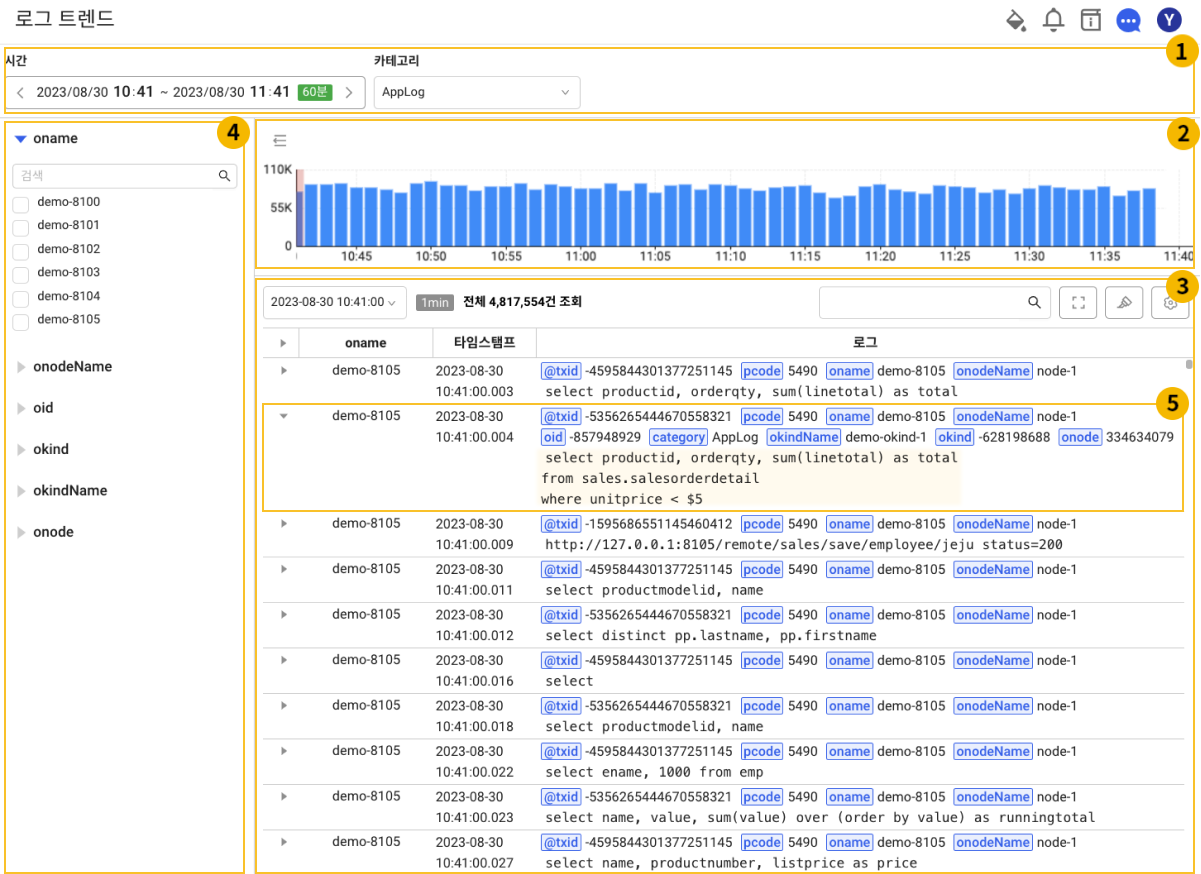 로그 트렌드
Y
1
시간
카테고리
2023/08/30 10:41 ~ 2023/08/30 11:41 60분
AppLog
4
oname
검색
demo-8100
demo-8101
demo-8102
demo-8103
demo-8104
demo-8105
onodeName
oid
okind
okindName
onode
2
110K
55K
0
10:45 10:50 10:55 11:00 11:05 11:10 11:15 11:20 11:25 11:30 11:35 11:40
3
2023-08-30 10:41:00 1min 전체 4,817,554건 조회
oname 타임스탬프 로그
demo-8105 2023-08-30 @txid -4595844301377251145 pcode 5490 oname demo-8105 onodeName node-1
10:41:00.003 select productid, orderqty, sum(linetotal) as total
5
demo-8105 2023-08-30 @txid -5356265444670558321 pcode 5490 oname demo-8105 onodeName node-1
10:41:00.004 oid -857948929 category AppLog okindName demo-okind-1 okind -628198688 onode 334634079
select productid, orderqty, sum(linetotal) as total
from sales.salesorderdetail
where unitprice < $5
demo-8105 2023-08-30 @txid -1595686551145460412 pcode 5490 oname demo-8105 onodeName node-1
10:41:00.009 http://127.0.0.1:8105/remote/sales/save/employee/jeju status=200
demo-8105 2023-08-30 @txid -4595844301377251145 pcode 5490 oname demo-8105 onodeName node-1
10:41:00.011 select productmodelid, name
demo-8105 2023-08-30 @txid -5356265444670558321 pcode 5490 oname demo-8105 onodeName node-1
10:41:00.012 select distinct pp.lastname, pp.firstname
demo-8105 2023-08-30 @txid -4595844301377251145 pcode 5490 oname demo-8105 onodeName node-1
10:41:00.016 select
demo-8105 2023-08-30 @txid -5356265444670558321 pcode 5490 oname demo-8105 onodeName node-1
10:41:00.018 select productmodelid, name
demo-8105 2023-08-30 @txid -4595844301377251145 pcode 5490 oname demo-8105 onodeName node-1
10:41:00.022 select ename, 1000 from emp
demo-8105 2023-08-30 @txid -5356265444670558321 pcode 5490 oname demo-8105 onodeName node-1
10:41:00.023 select name, value, sum(value) over (order by value) as runningtotal
demo-8105 2023-08-30 @txid -4595844301377251145 pcode 5490 oname demo-8105 onodeName node-1
10:41:00.027 select name, productnumber, listprice as price